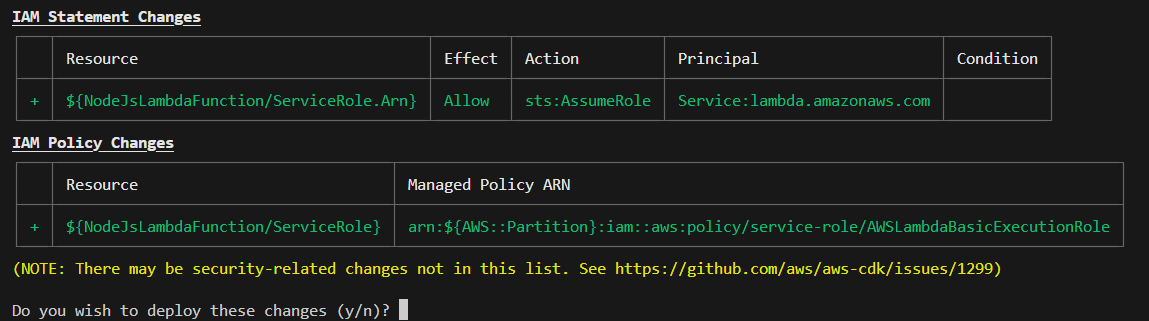 IAM Statement Changes
Resource Effect Action Principal Condition
+ ${NodeJsLambdaFunction/ServiceRole.Arn} Allow sts:AssumeRole Service:lambda.amazonaws.com
IAM Policy Changes
Resource Managed Policy ARN
+ ${NodeJsLambdaFunction/ServiceRole} arn:${AWS::Partition}:iam::aws:policy/service-role/AWSLambdaBasicExecutionRole
(NOTE: There may be security-related changes not in this list. See https://github.com/aws/aws-cdk/issues/1299)
Do you wish to deploy these changes (y/n)?